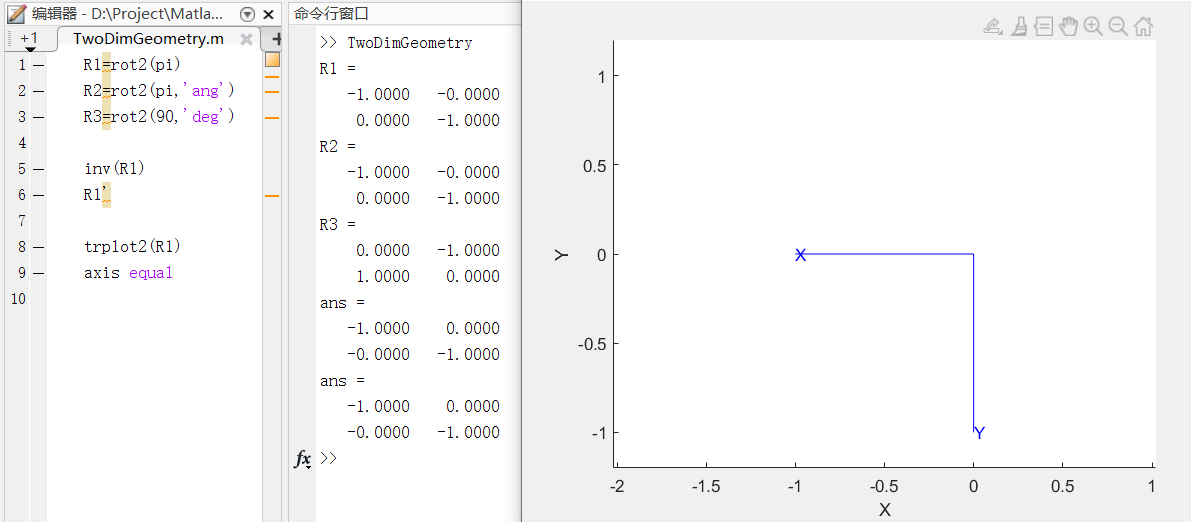 编辑器 - D:\Project\Matla...
+1
TwoDimGeometry.m
1 — R1=rot2(pi)
2 — R2=rot2(pi,'ang')
3 — R3=rot2(90,'deg')
4
5 — inv(R1)
6 — R1'
7
8 — trplot2(R1)
9 — axis equal
10
命令行窗口
>> TwoDimGeometry
R1 =
-1.0000 -0.0000
0.0000 -1.0000
R2 =
-1.0000 -0.0000
0.0000 -1.0000
R3 =
0.0000 -1.0000
1.0000 0.0000
ans =
-1.0000 0.0000
-0.0000 -1.0000
ans =
-1.0000 0.0000
-0.0000 -1.0000
fx >>
1
0.5
0
-0.5
-1
Y
X
Y
-2 -1.5 -1 -0.5 0 0.5 1
X